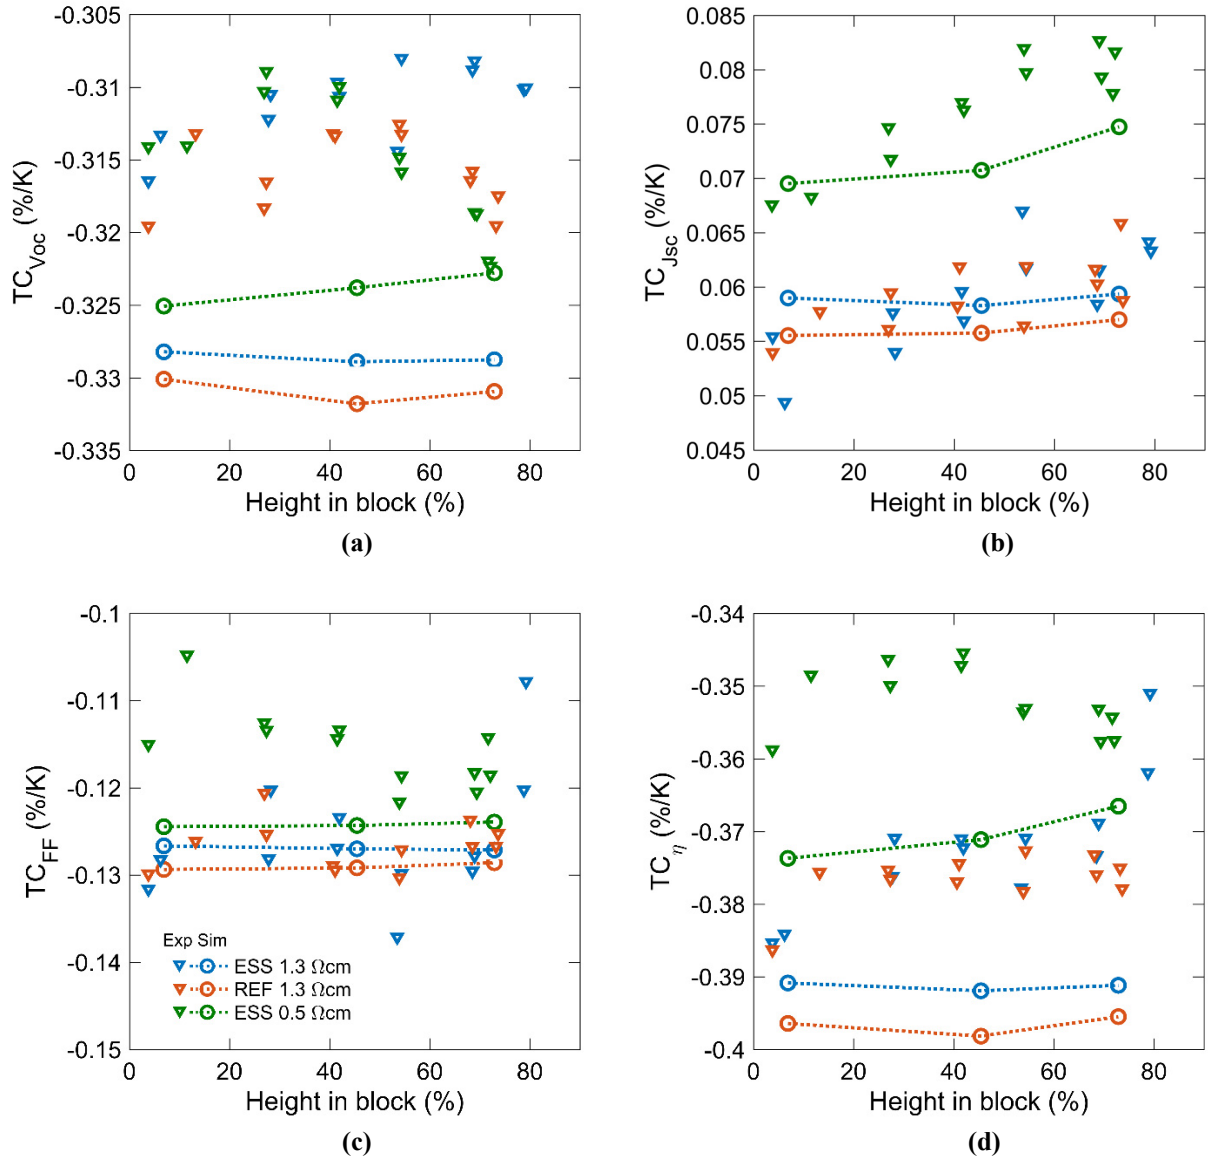 -0.305
-0.31
-0.315
-0.32
-0.325
-0.33
-0.335
TC_Voc (%/K)
0 20 40 60 80
Height in block (%)
(a)
0.085
0.08
0.075
0.07
0.065
0.06
0.055
0.05
0.045
TC_Jsc (%/K)
0 20 40 60 80
Height in block (%)
(b)
-0.1
-0.11
-0.12
-0.13
-0.14
-0.15
TC_FF (%/K)
Exp Sim
ESS 1.3 Ωcm
REF 1.3 Ωcm
ESS 0.5 Ωcm
0 20 40 60 80
Height in block (%)
(c)
-0.34
-0.35
-0.36
-0.37
-0.38
-0.39
-0.4
TC_η (%/K)
0 20 40 60 80
Height in block (%)
(d)